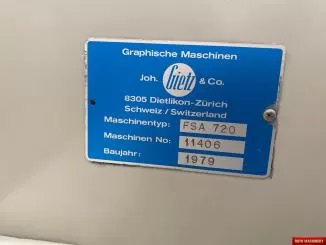 Graphische Maschinen
Joh. Gietz & Co.
8305 Dietlikon-Zürich
Schweiz / Switzerland
Maschinentyp: FSA 720
Maschinen No: 11406
Baujahr: 1979